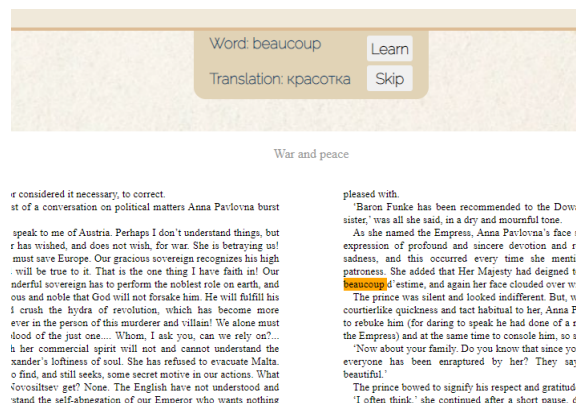 Word: beaucoup
Learn
Translation: красотка
Skip
War and peace
r considered it necessary, to correct.
st of a conversation on political matters Anna Pavlovna burst
speak to me of Austria. Perhaps I don't understand things, but
r has wished, and does not wish, for war. She is betraying us!
must save Europe. Our gracious sovereign recognizes his high
will be true to it. That is the one thing I have faith in! Our
nderful sovereign has to perform the noblest role on earth, and
ous and noble that God will not forsake him. He will fulfill his
d crush the hydra of revolution, which has become more
ever in the person of this murderer and villain! We alone must
lood of the just one.... Whom, I ask you, can we rely on?...
h her commercial spirit will not and cannot understand the
xander's loftiness of soul. She has refused to evacuate Malta.
o find, and still seeks, some secret motive in our actions. What
Novosiltsev get? None. The English have not understood and
rstand the self-abnegation of our Emperor who wants nothing
pleased with.
'Baron Funke has been recommended to the Dowa
sister,' was all she said, in a dry and mournful tone.
As she named the Empress, Anna Pavlovna's face
expression of profound and sincere devotion and r
sadness, and this occurred every time she menti
patroness. She added that Her Majesty had deigned t
beaucoup d'estime, and again her face clouded over w
The prince was silent and looked indifferent. But, w
courtierlike quickness and tact habitual to her, Anna P
to rebuke him (for daring to speak he had done of a r
the Empress) and at the same time to console him, so s
'Now about your family. Do you know that since yo
everyone has been enraptured by her? They say
beautiful.'
The prince bowed to signify his respect and gratitud
'I often think,' she continued after a short pause, d